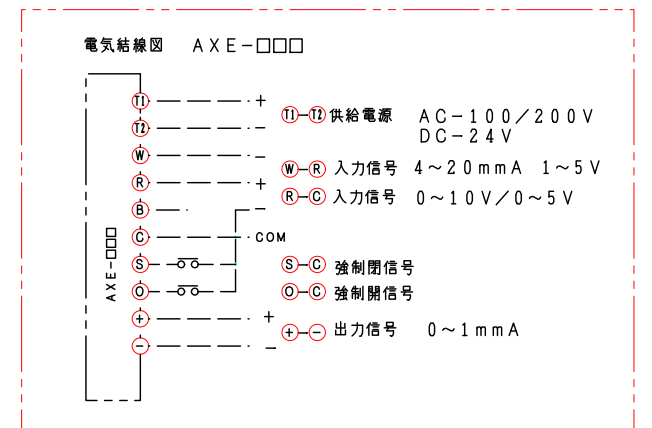 電気結線図 AXE-□□□
T1 +
T1-T2 供給電源 AC-100/200V
DC-24V
T2 -
W -
W-R 入力信号 4~20mmA 1~5V
R +
R-C 入力信号 0~10V/0~5V
B -
C COM
AXE-□□□
S
S-C 強制閉信号
O
O-C 強制開信号
+ +
+-- 出力信号 0~1mmA
- -